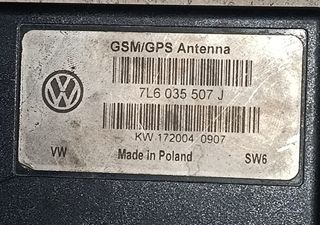 GSM/GPS Antenna
7L6 035 507 J
KW 172004 0907
VW Made in Poland SW6